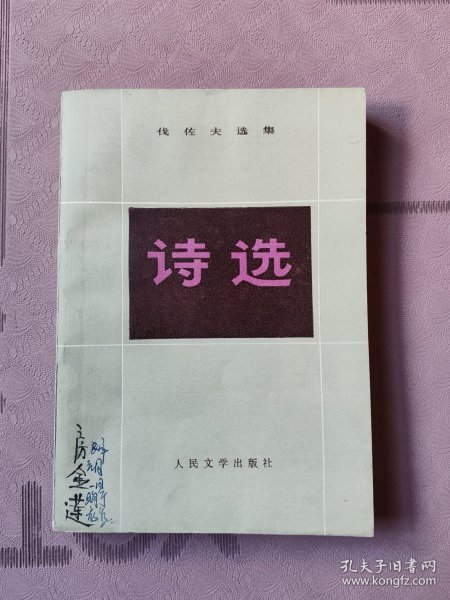 伐佐夫选集
诗选
房金莲
人民文学出版社
孔夫子旧书网
www.kongfz.com